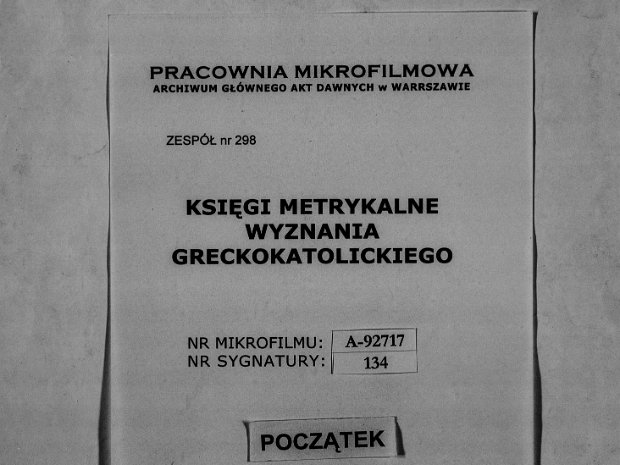 PRACOWNIA MIKROFILMOWA
ARCHIWUM GŁÓWNEGO AKT DAWNYCH w WARRSZAWIE
ZESPÓŁ nr 298
KSIĘGI METRYKALNE
WYZNANIA
GRECKOKATOLICKIEGO
NR MIKROFILMU: A-92717
NR SYGNATURY: 134
POCZĄTEK